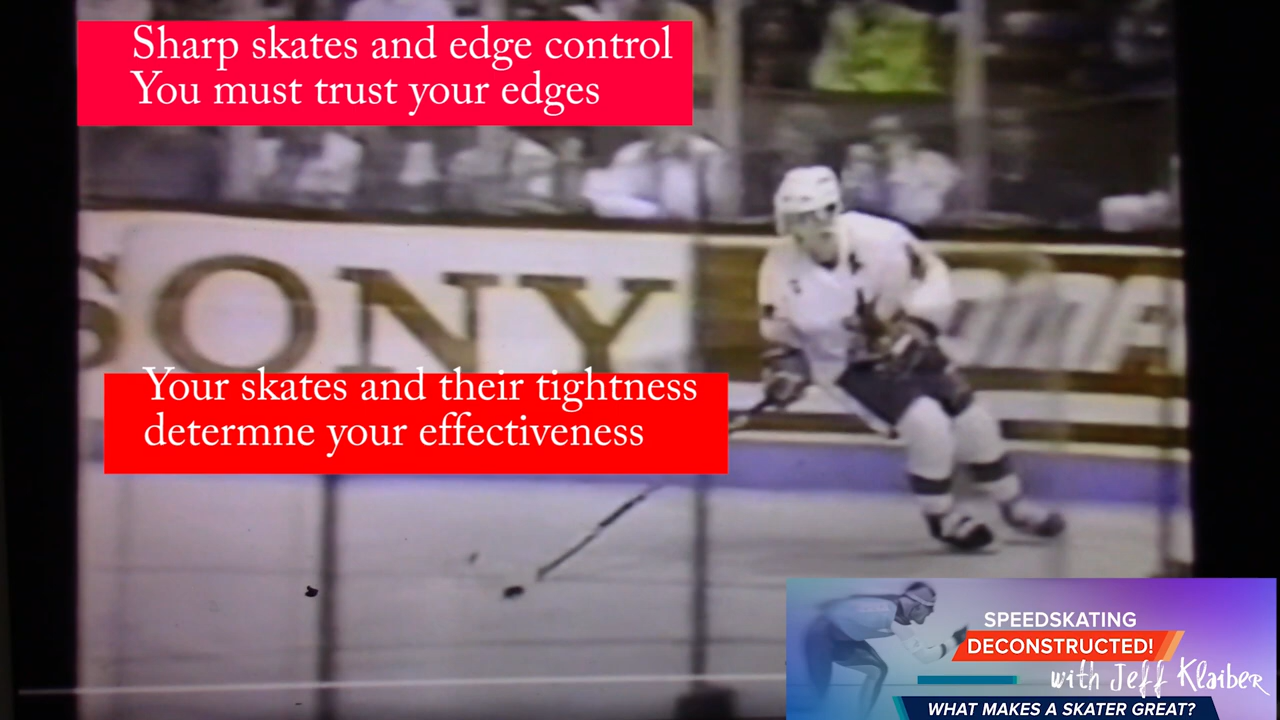 Sharp skates and edge control
You must trust your edges
SONY
Your skates and their tightness
determne your effectiveness
SPEEDSKATING
DECONSTRUCTED!
with Jeff Klaiber
WHAT MAKES A SKATER GREAT?